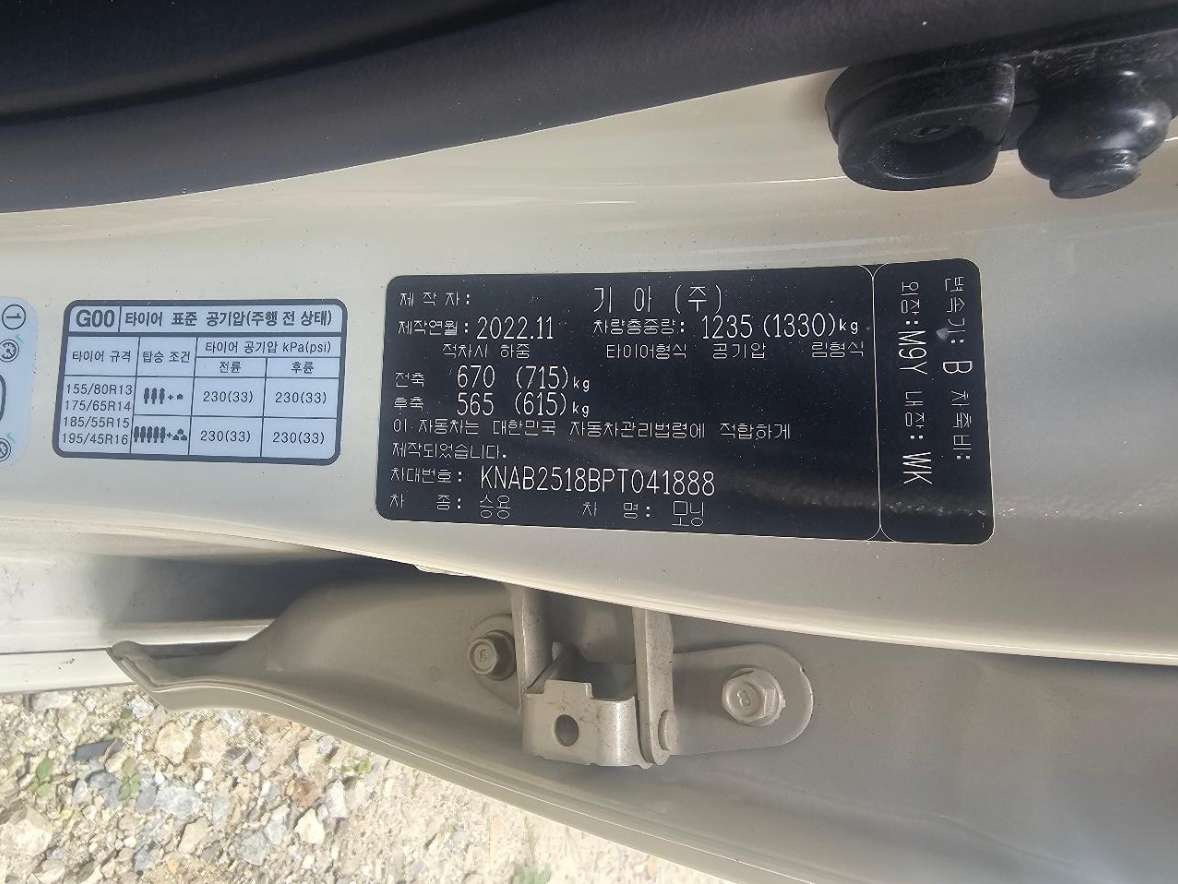 G00 타이어 표준 공기압(주행 전 상태)
타이어 규격 탑승 조건 타이어 공기압 kPa(psi)
전륜 후륜
155/80R13
175/65R14
185/55R15
195/45R16
230(33) 230(33)
230(33) 230(33)
제 작 자: 기 아 (주)
제작연월: 2022.11 차량총중량: 1235 (1330)kg
적차시 하중 타이어형식 공기압 림형식
전축 670 (715)kg
후축 565 (615)kg
이 자동차는 대한민국 자동차관리법령에 적합하게
제작되었습니다.
차대번호: KNAB2518BPT041888
차 종: 승용 차 명: 모닝
변속기: B 차축비:
외장:M9Y 내장: WK
1
8
8